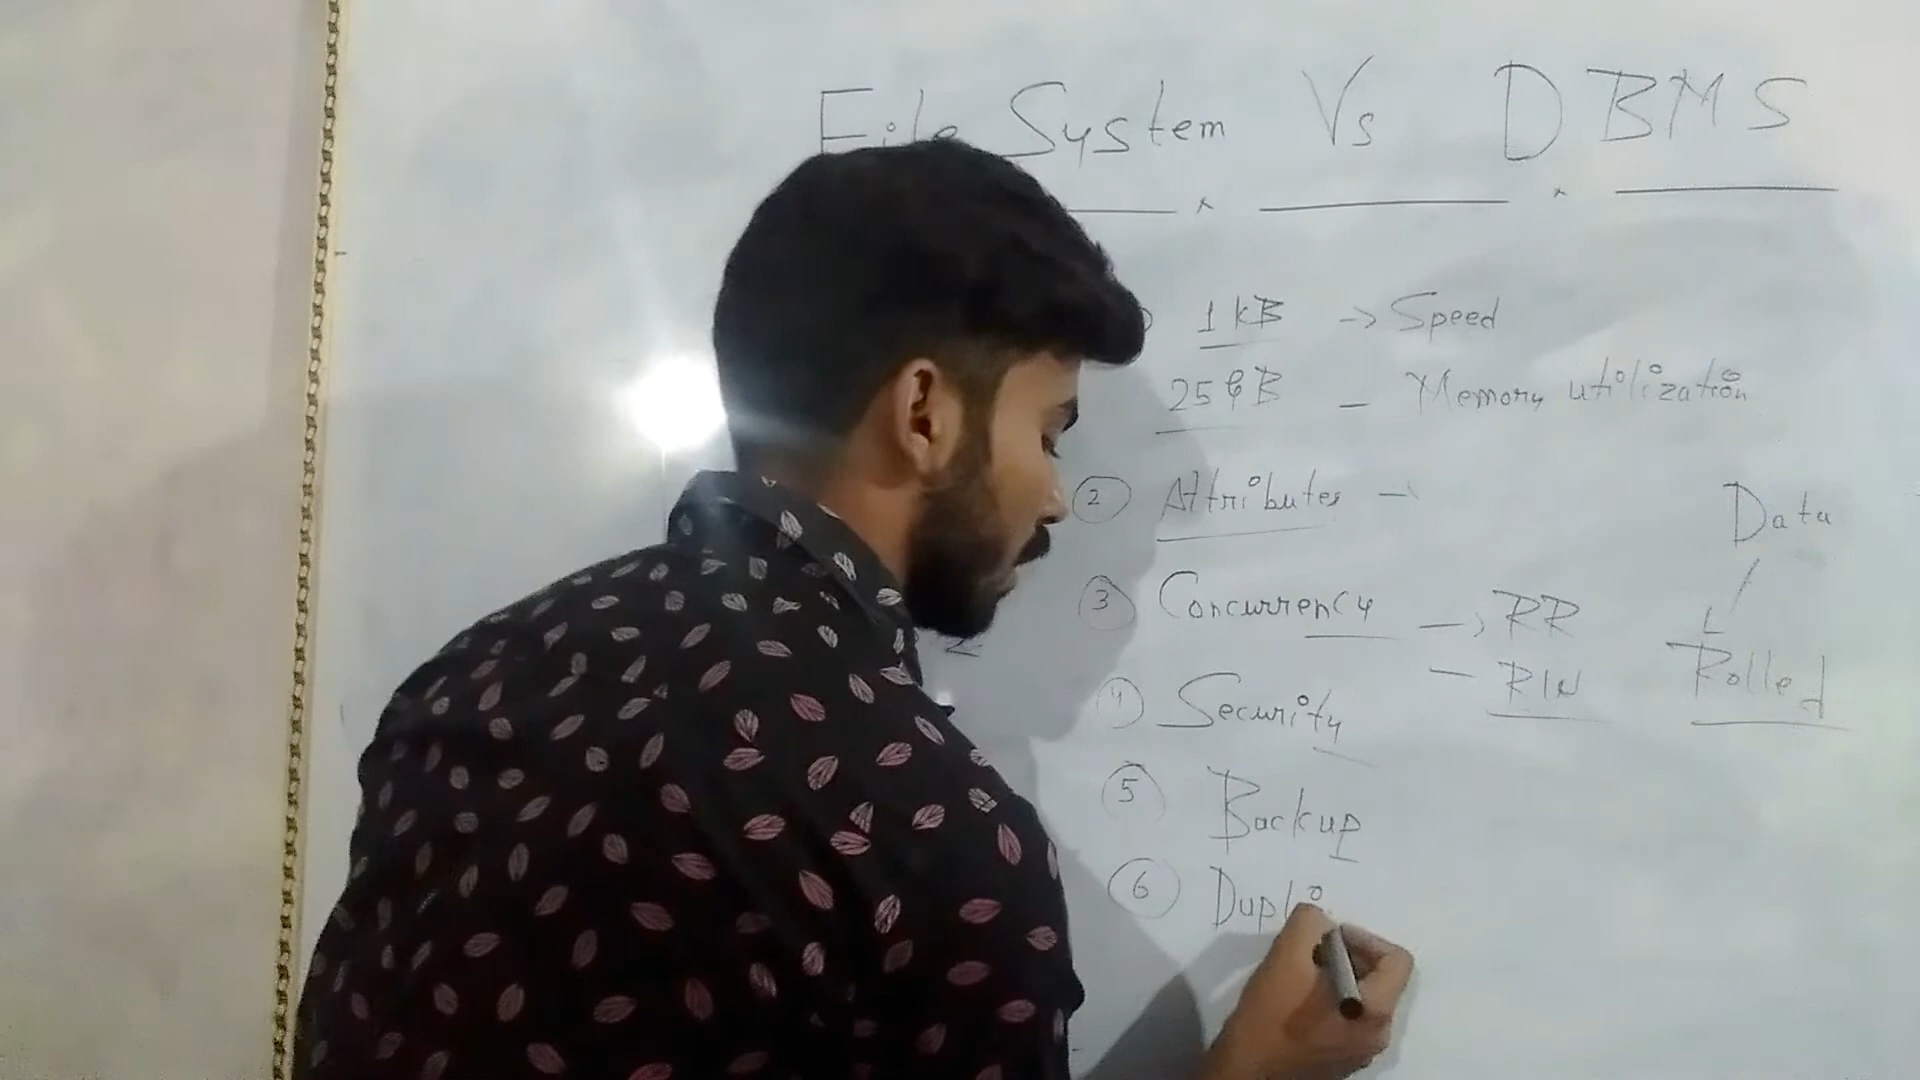 File System Vs DBMS
1 kB → Speed
25 GB - Memory utilization
2 Attributes -
3 Concurrency → RR
- RW
Data
Rolled
4 Security
5 Backup
6 Dupli